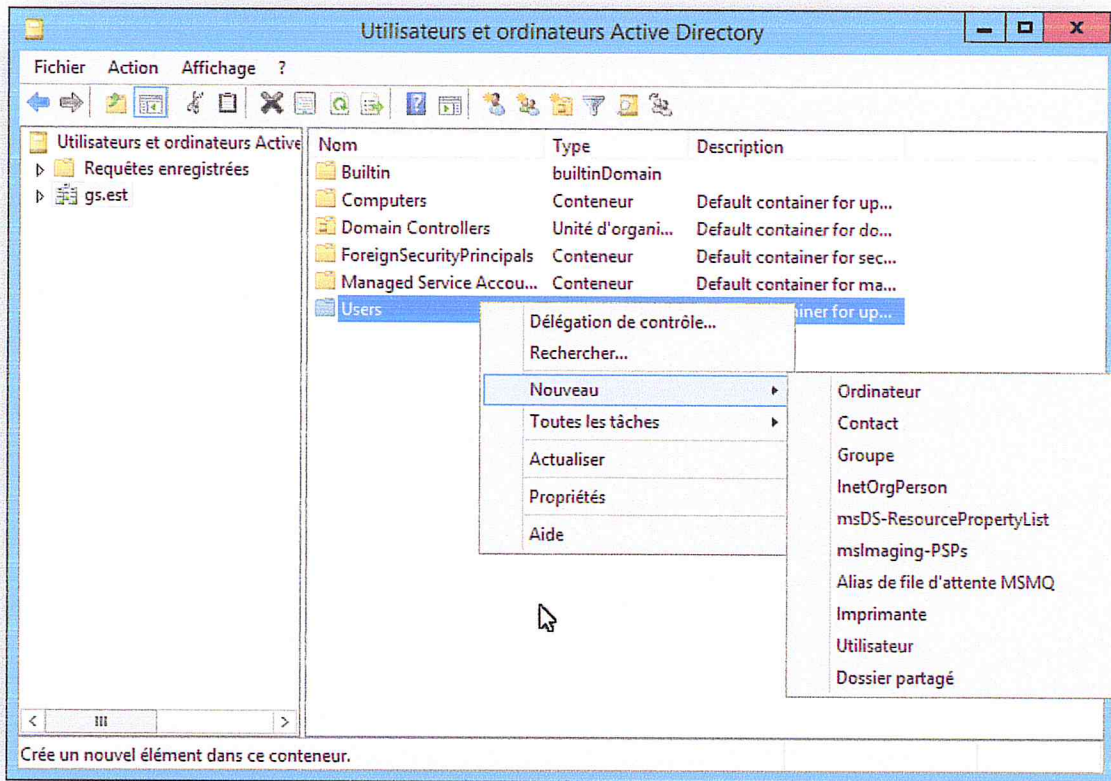 Utilisateurs et ordinateurs Active Directory
Fichier Action Affichage ?
Utilisateurs et ordinateurs Active
Requêtes enregistrées
gs.est
Nom Type Description
Builtin builtinDomain
Computers Conteneur Default container for up...
Domain Controllers Unité d'organi... Default container for do...
ForeignSecurityPrincipals Conteneur Default container for sec...
Managed Service Accou... Conteneur Default container for ma...
Users iner for up...
Délégation de contrôle...
Rechercher...
Nouveau
Toutes les tâches
Actualiser
Propriétés
Aide
Ordinateur
Contact
Groupe
InetOrgPerson
msDS-ResourcePropertyList
msImaging-PSPs
Alias de file d'attente MSMQ
Imprimante
Utilisateur
Dossier partagé
Crée un nouvel élément dans ce conteneur.